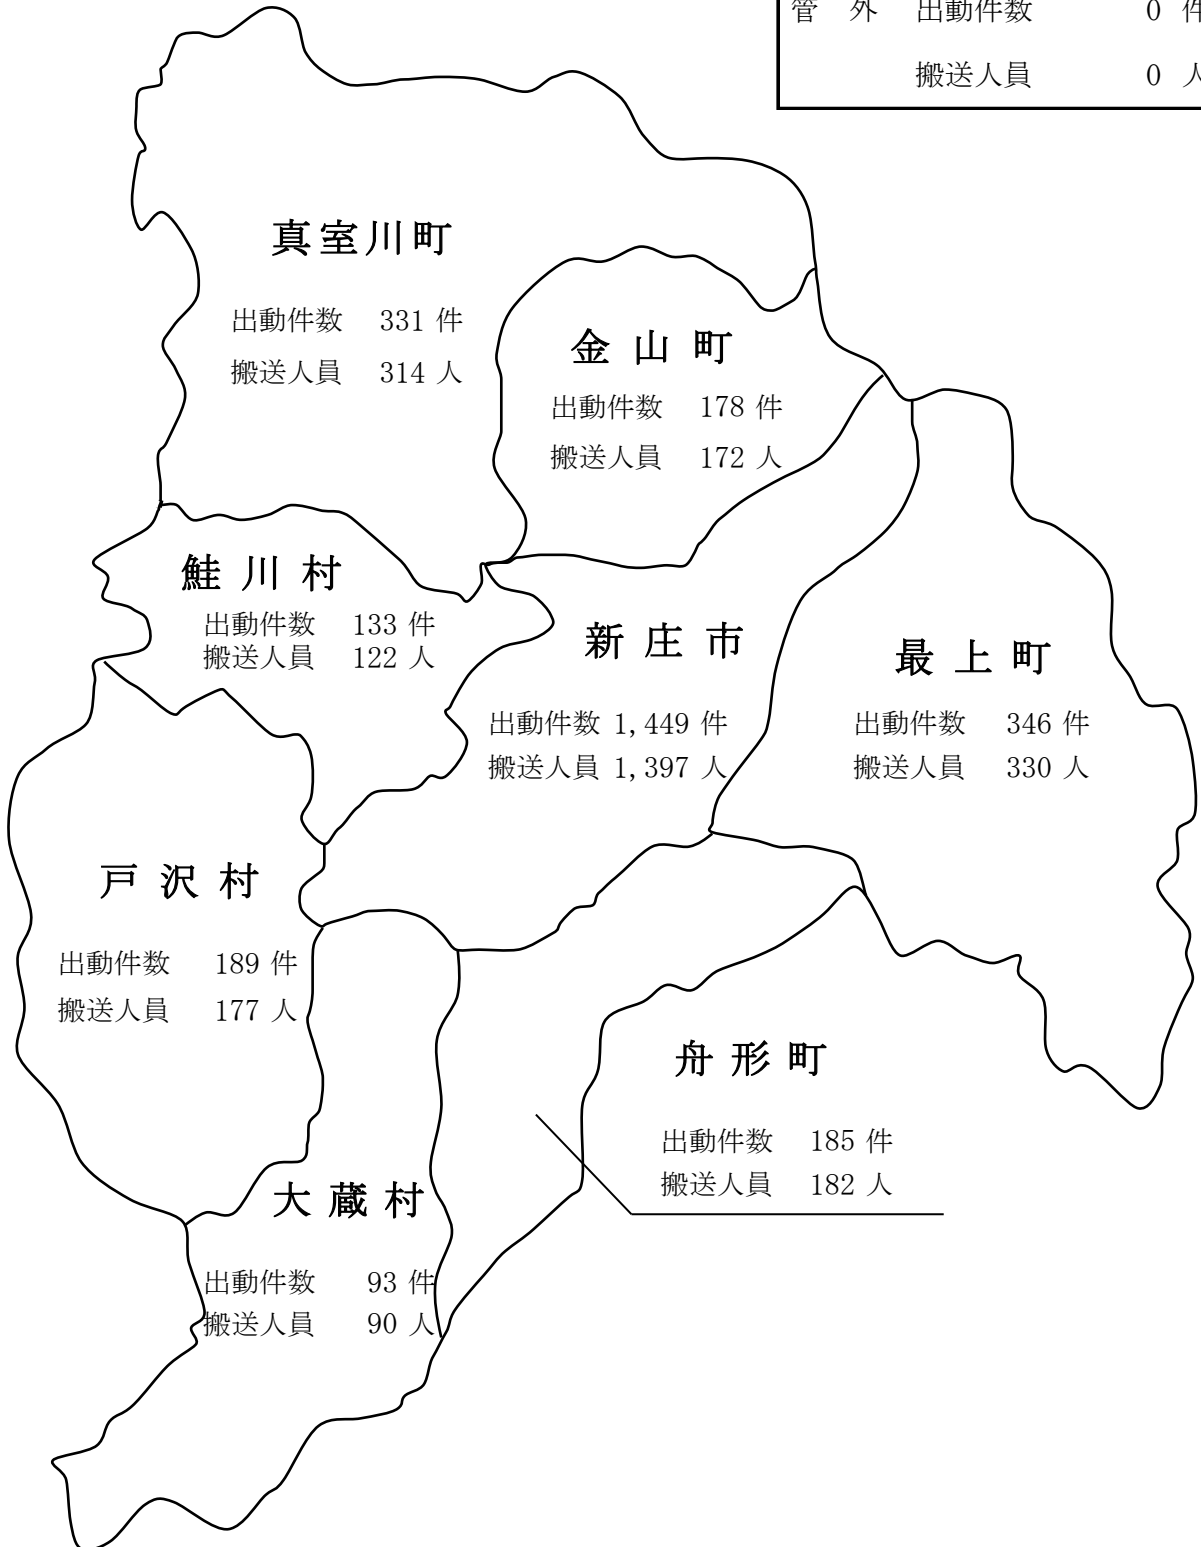 管 外 出動件数 0 件
搬送人員 0 人
真室川町
出動件数 331 件
搬送人員 314 人
金山町
出動件数 178 件
搬送人員 172 人
鮭川村
出動件数 133 件
搬送人員 122 人
新庄市
出動件数 1,449 件
搬送人員 1,397 人
最上町
出動件数 346 件
搬送人員 330 人
戸沢村
出動件数 189 件
搬送人員 177 人
舟形町
出動件数 185 件
搬送人員 182 人
大蔵村
出動件数 93 件
搬送人員 90 人